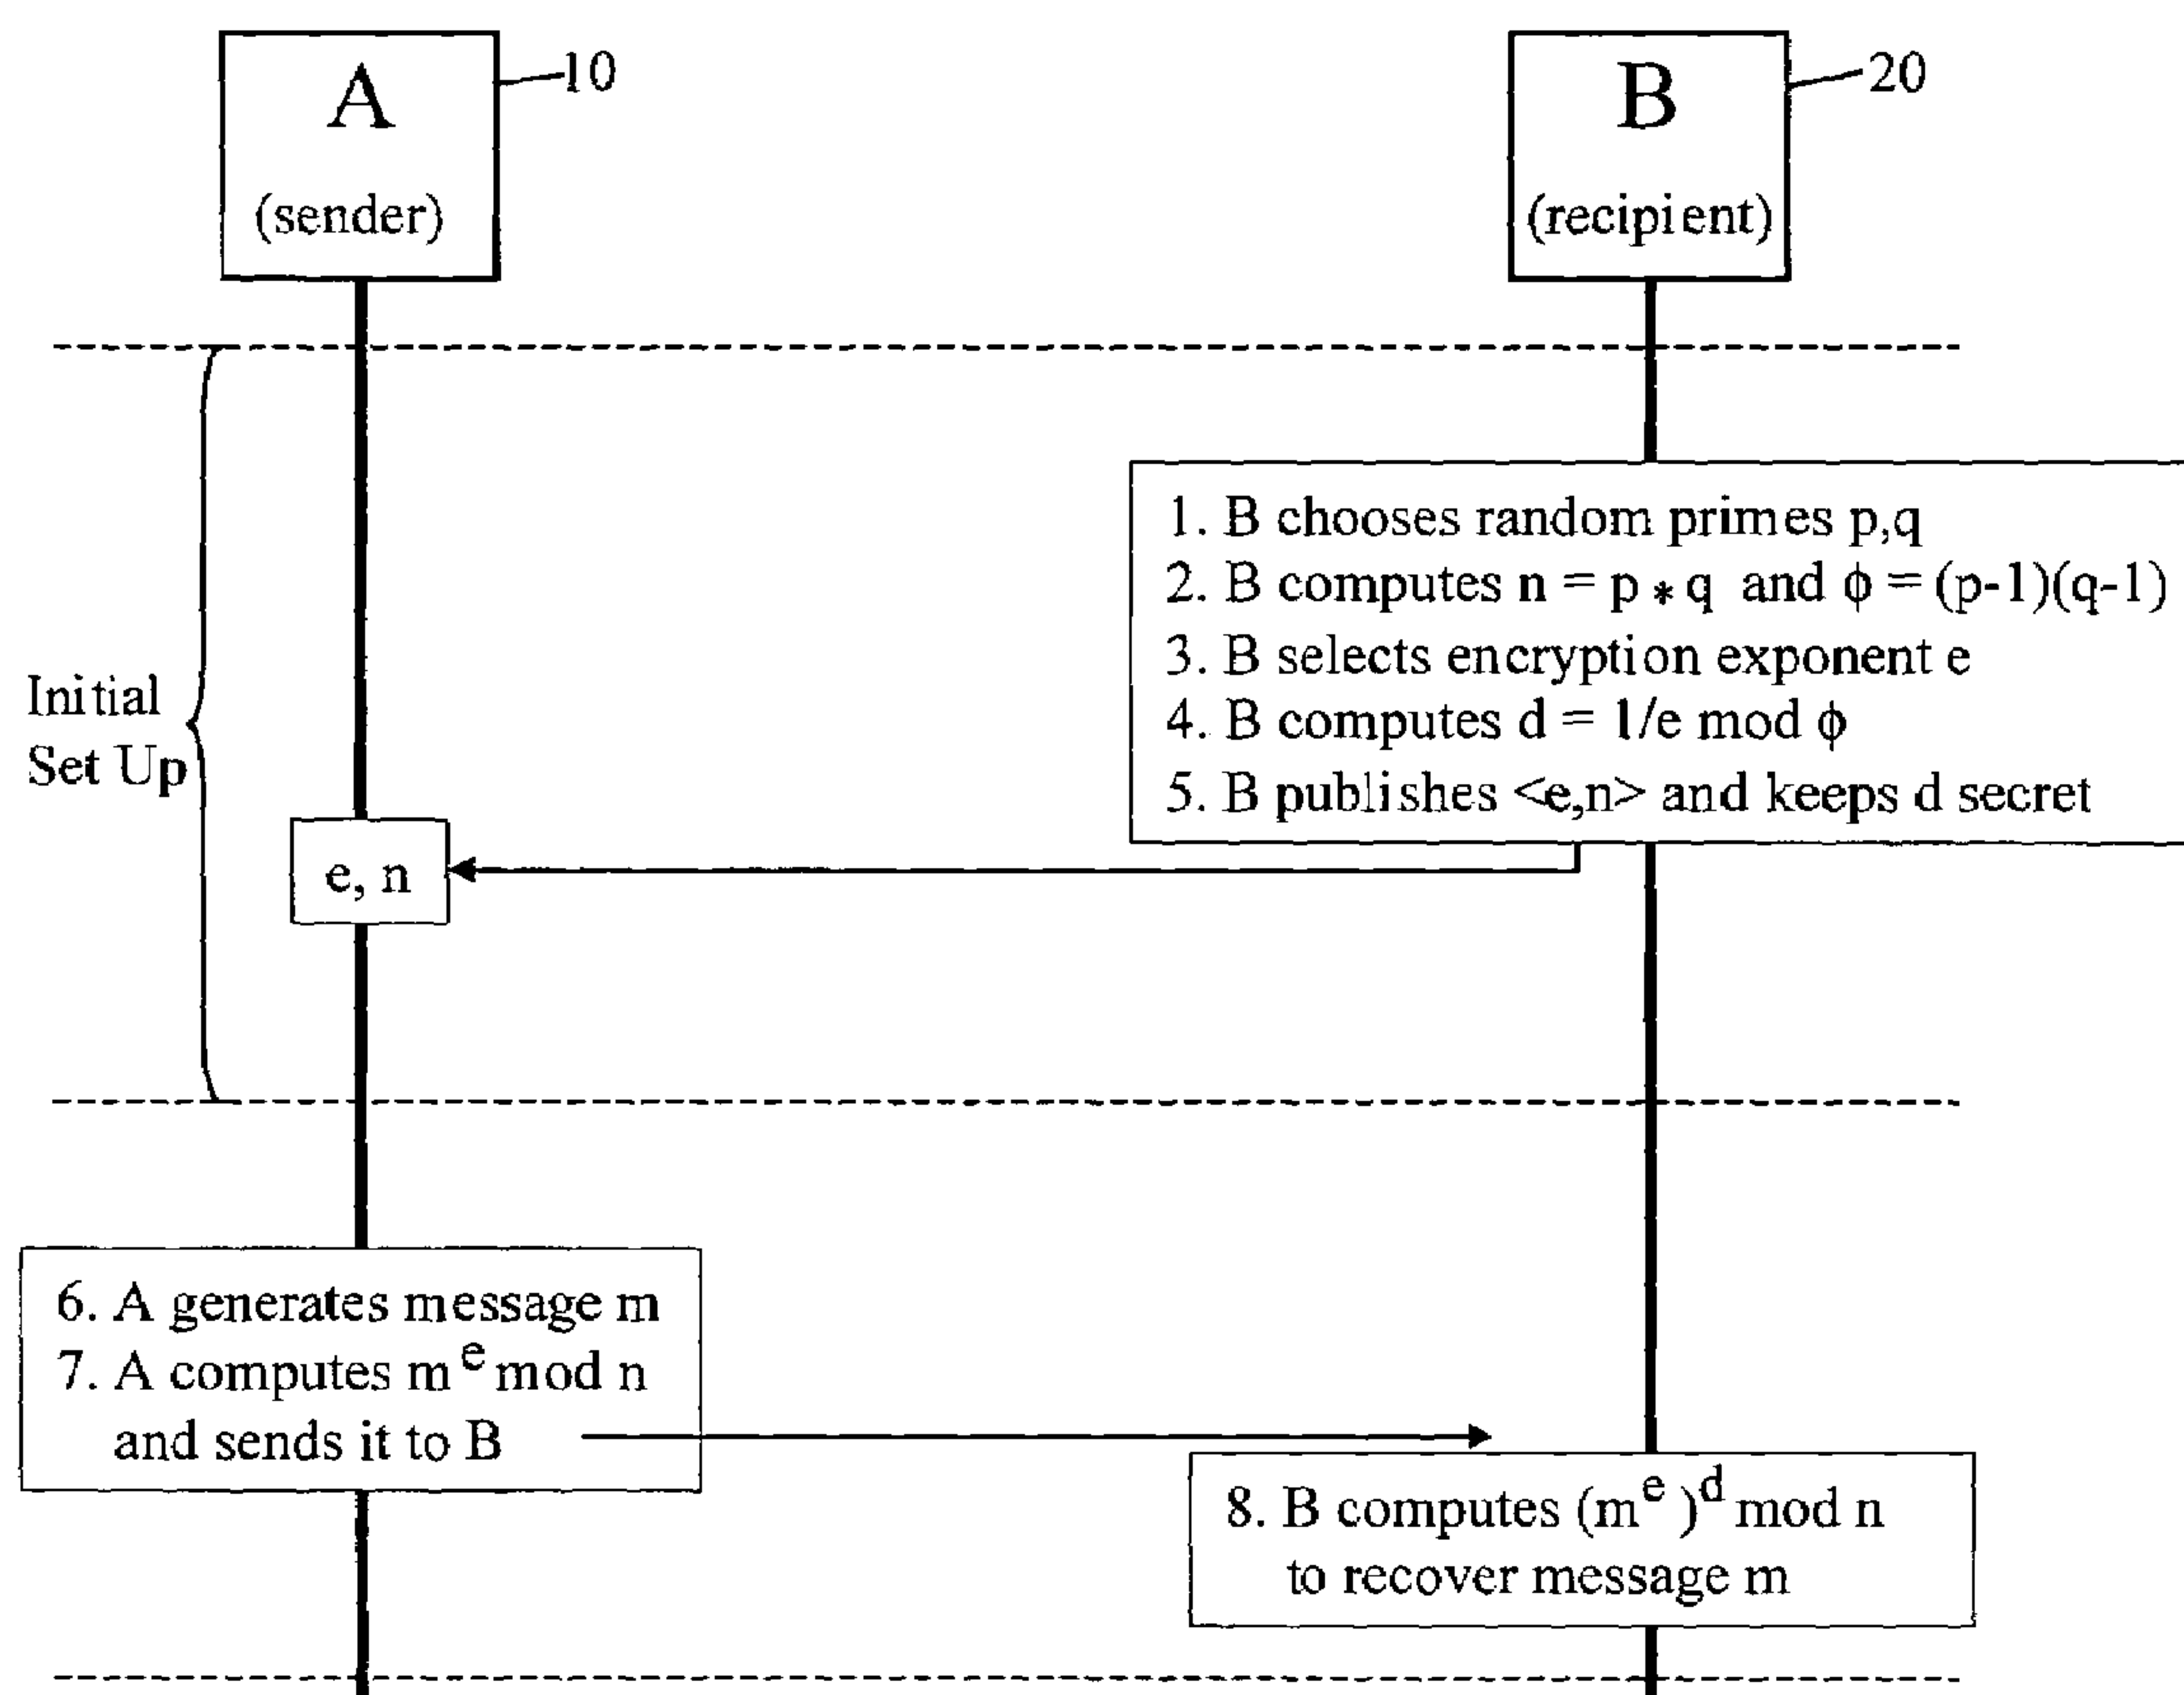 A
(sender)
10
B
(recipient)
20
1. B chooses random primes p,q
2. B computes n = p * q and ϕ = (p-1)(q-1)
3. B selects encryption exponent e
4. B computes d = 1/e mod ϕ
5. B publishes <e,n> and keeps d secret
Initial
Set Up
e, n
6. A generates message m
7. A computes m^e mod n
and sends it to B
8. B computes (m^e)^d mod n
to recover message m